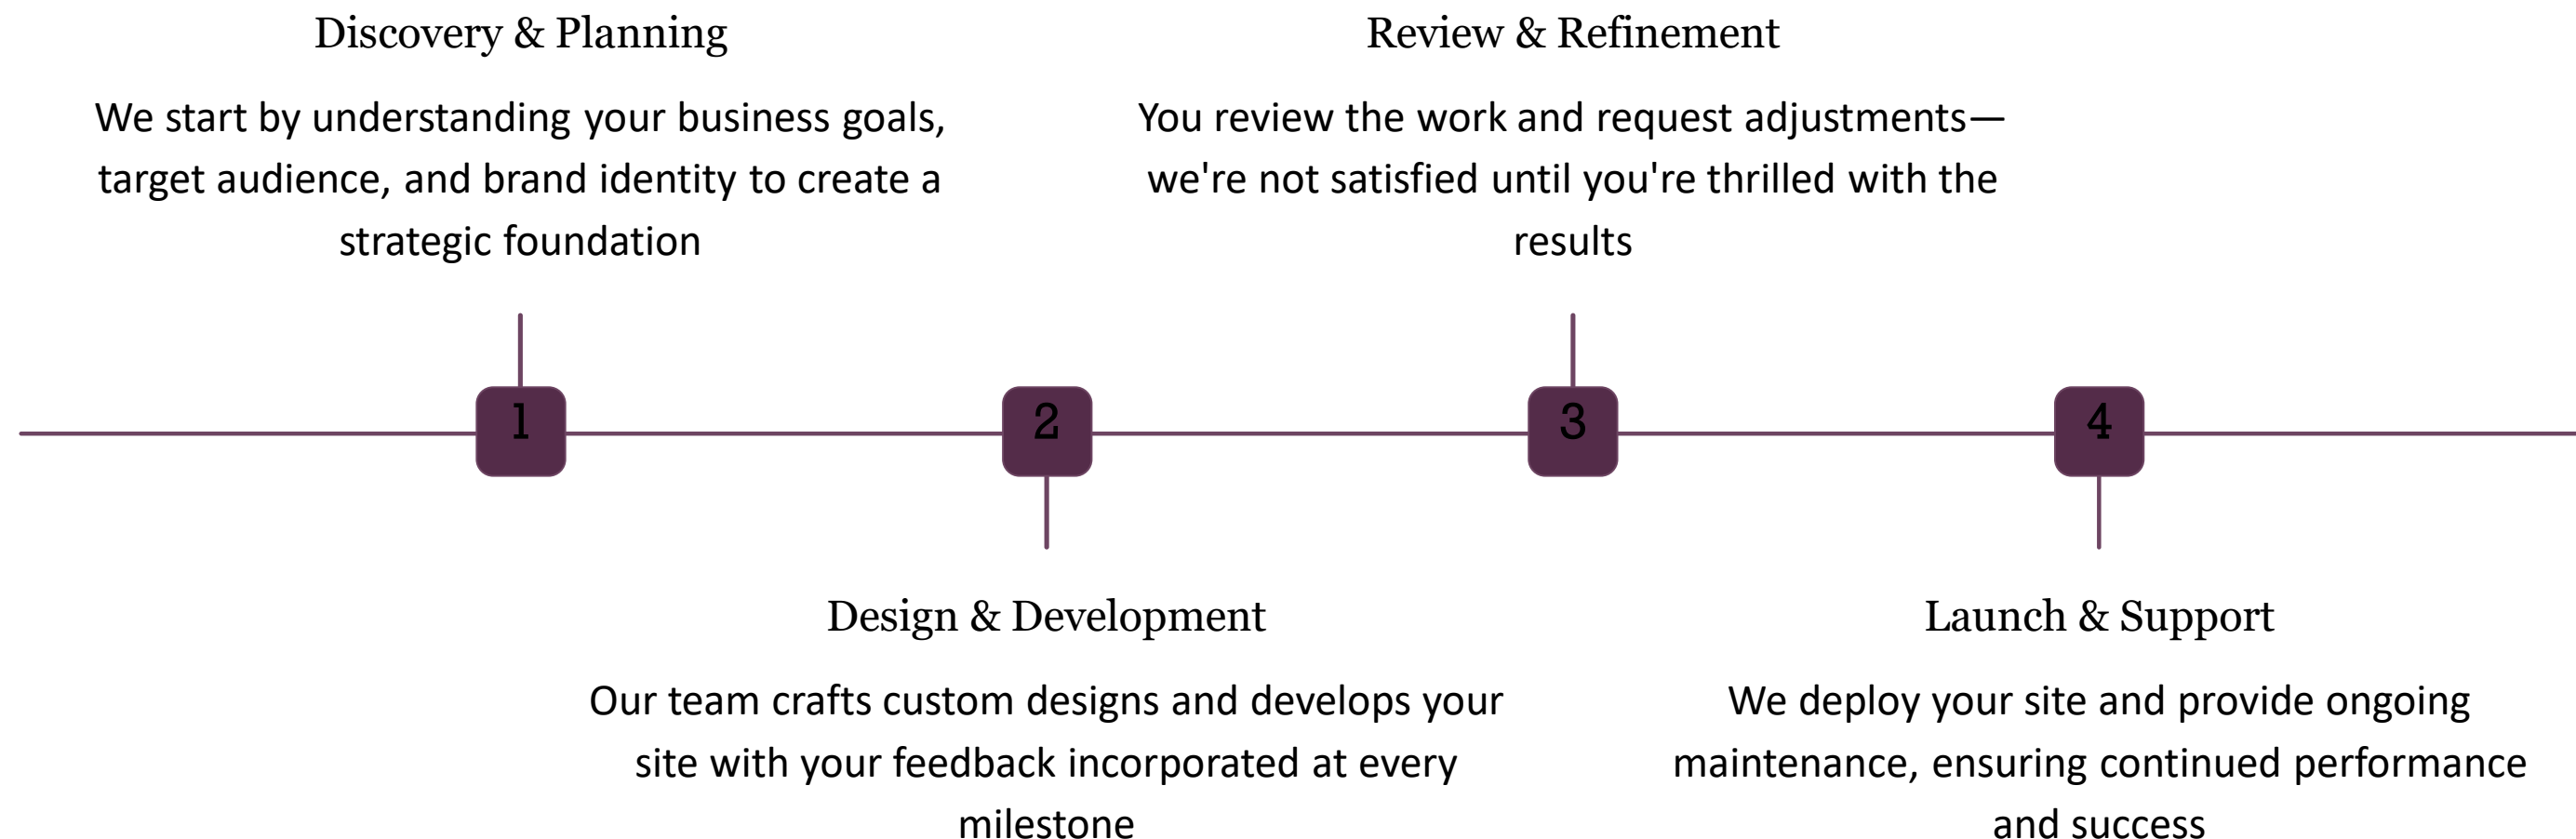 Discovery & Planning
We start by understanding your business goals,
target audience, and brand identity to create a
strategic foundation
Review & Refinement
You review the work and request adjustments—
we're not satisfied until you're thrilled with the
results
1
2
3
4
Design & Development
Our team crafts custom designs and develops your
site with your feedback incorporated at every
milestone
Launch & Support
We deploy your site and provide ongoing
maintenance, ensuring continued performance
and success